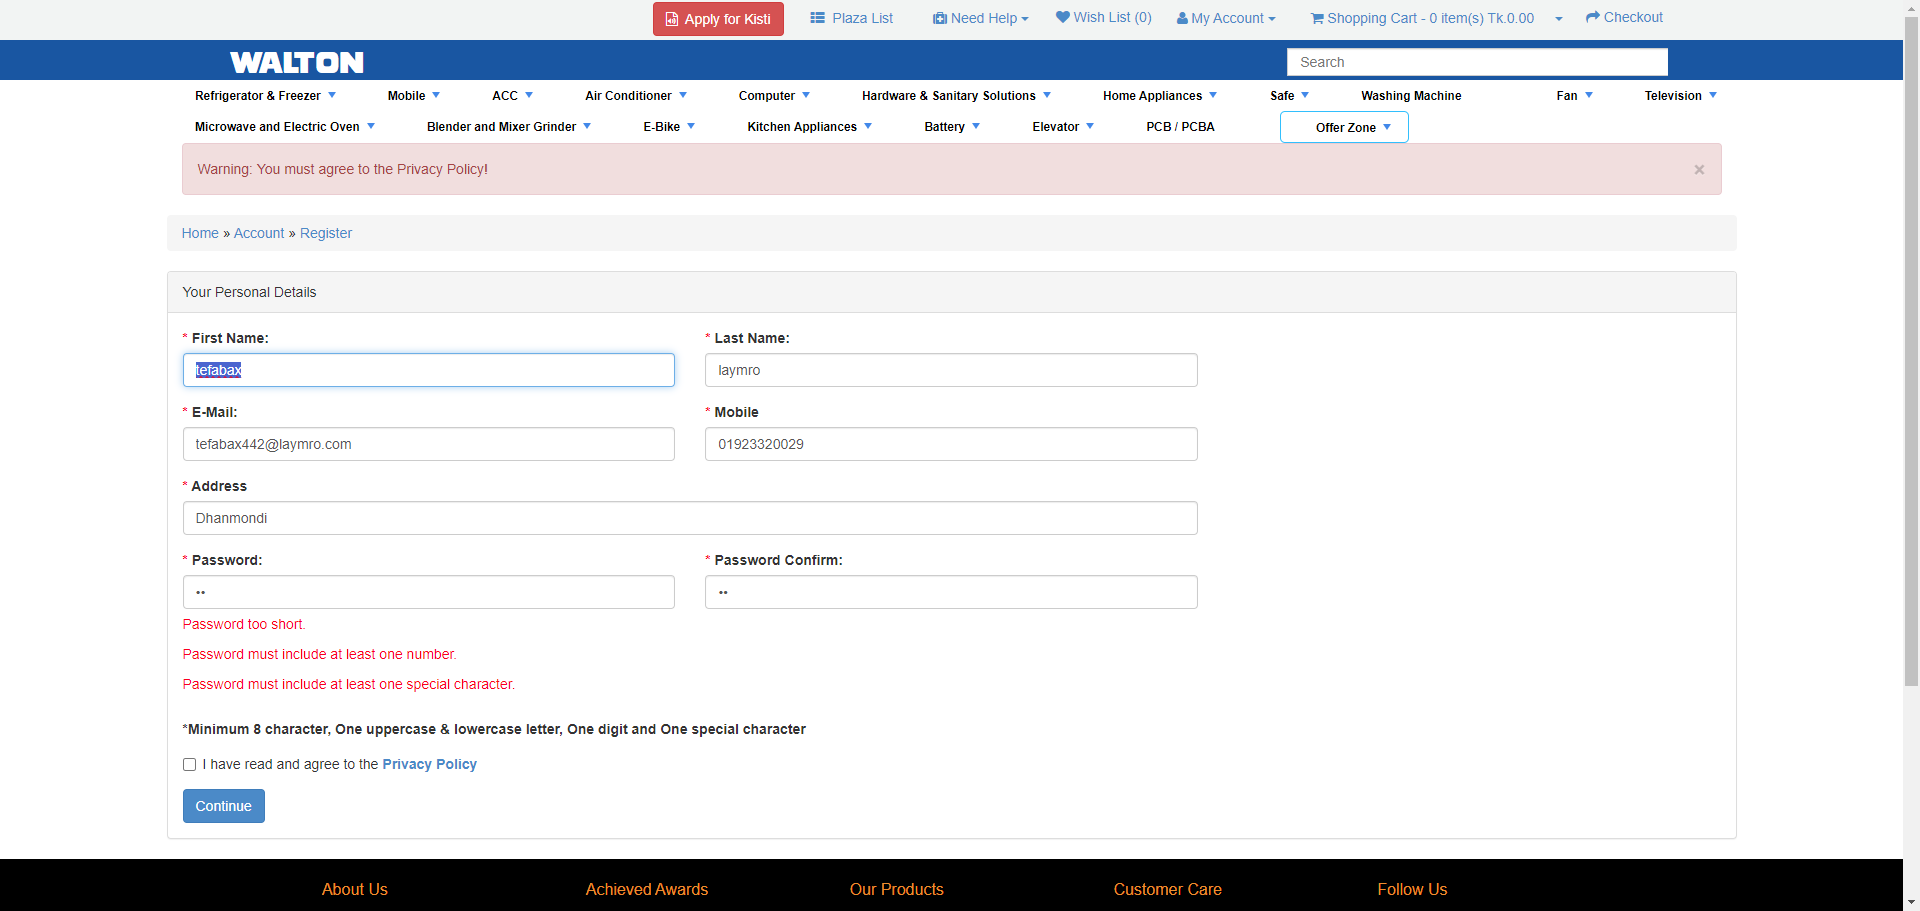 Apply for Kisti Plaza List Need Help Wish List (0) My Account Shopping Cart - 0 item(s) Tk.0.00 Checkout
WALTON Search
Refrigerator & Freezer Mobile ACC Air Conditioner Computer Hardware & Sanitary Solutions Home Appliances Safe Washing Machine Fan Television
Microwave and Electric Oven Blender and Mixer Grinder E-Bike Kitchen Appliances Battery Elevator PCB / PCBA Offer Zone
Warning: You must agree to the Privacy Policy! ×
Home » Account » Register
Your Personal Details
* First Name: * Last Name:
tefabax laymro
* E-Mail: * Mobile
tefabax442@laymro.com 01923320029
* Address
Dhanmondi
* Password: * Password Confirm:
•• ••
Password too short.
Password must include at least one number.
Password must include at least one special character.
*Minimum 8 character, One uppercase & lowercase letter, One digit and One special character
I have read and agree to the Privacy Policy
Continue
About Us Achieved Awards Our Products Customer Care Follow Us